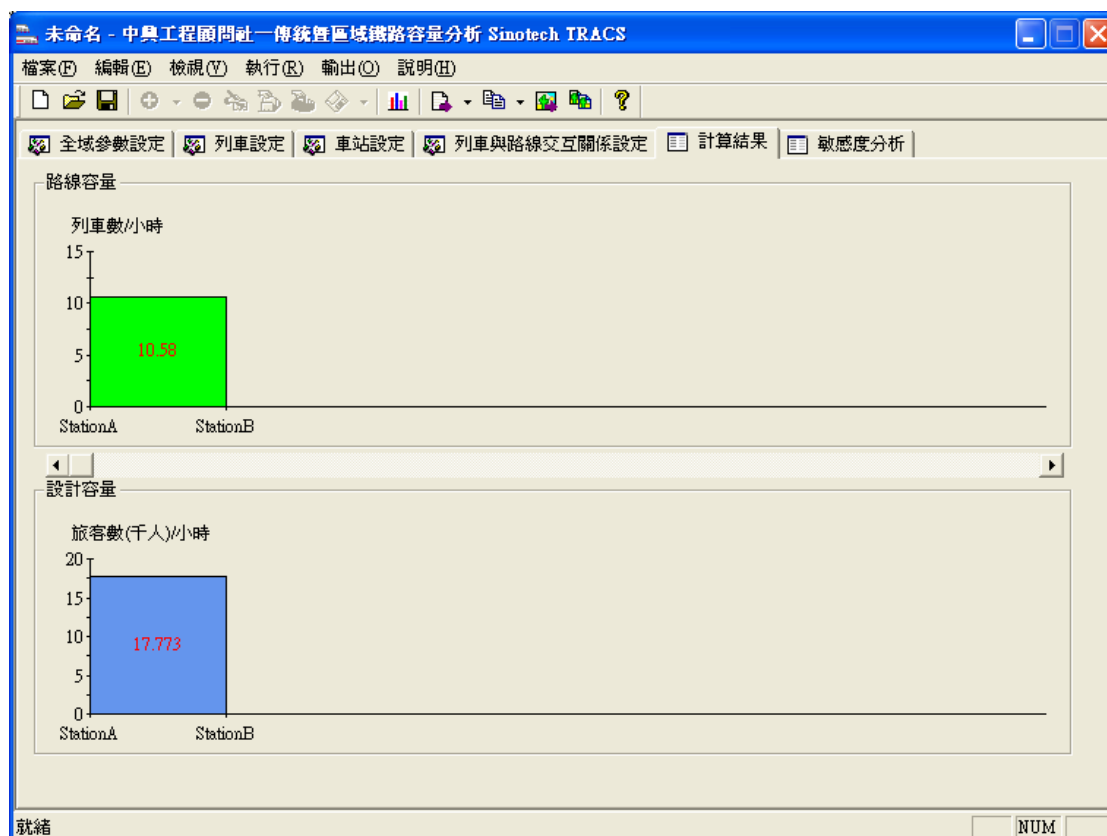 未命名 - 中興工程顧問社—傳統暨區域鐵路容量分析 Sinotech TRACS
檔案(F) 編輯(E) 檢視(V) 執行(R) 輸出(O) 說明(H)
全域參數設定 列車設定 車站設定 列車與路線交互關係設定 計算結果 敏感度分析
路線容量
列車數/小時
15
10
10.58
5
0
StationA StationB
設計容量
旅客數(千人)/小時
20
15
10
17.773
5
0
StationA StationB
就緒 NUM